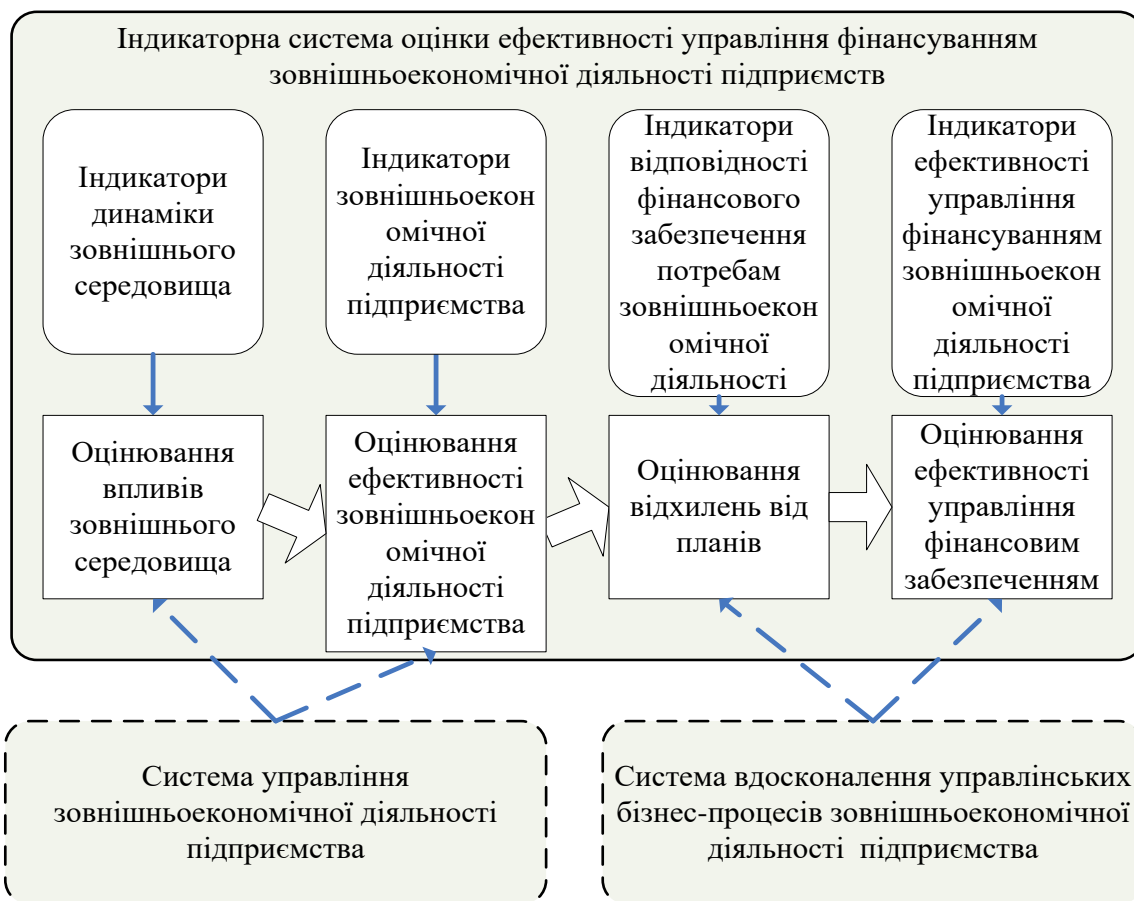 Індикаторна система оцінки ефективності управління фінансуванням
зовнішньоекономічної діяльності підприємств
Індикатори
динаміки
зовнішнього
середовища
Індикатори
зовнішньоекон
омічної
діяльності
підприємства
Індикатори
відповідності
фінансового
забезпечення
потребам
зовнішньоекон
омічної
діяльності
Індикатори
ефективності
управління
фінансуванням
зовнішньоекон
омічної
діяльності
підприємства
Оцінювання
впливів
зовнішнього
середовища
Оцінювання
ефективності
зовнішньоекон
омічної
діяльності
підприємства
Оцінювання
відхилень від
планів
Оцінювання
ефективності
управління
фінансовим
забезпеченням
Система управління
зовнішньоекономічної діяльності
підприємства
Система вдосконалення управлінських
бізнес-процесів зовнішньоекономічної
діяльності підприємства